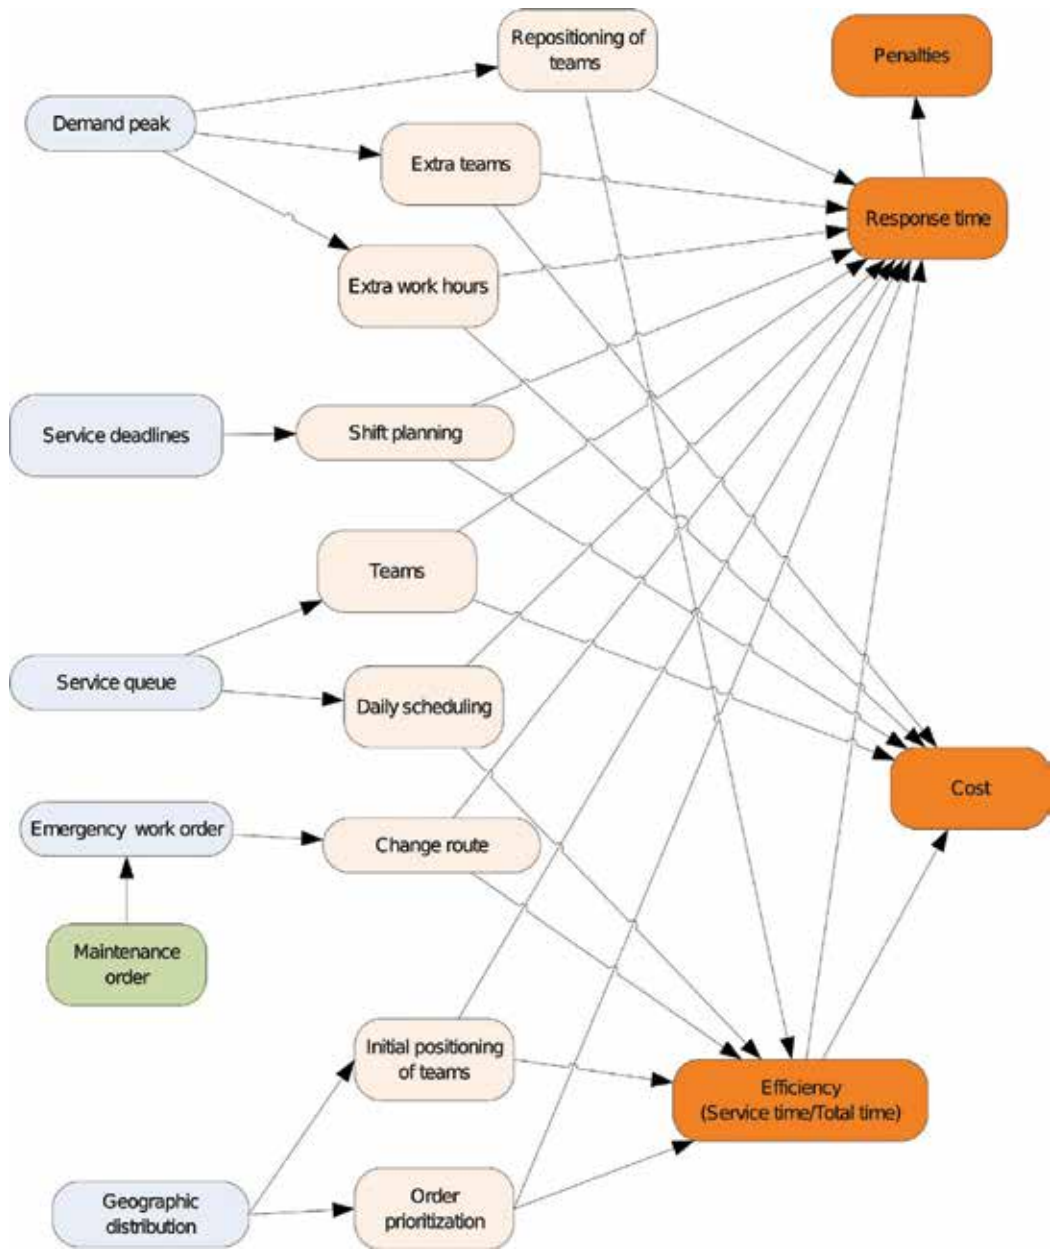 Repositioning of
teams
Penalties
Demand peak
Extra teams
Response time
Extra work hours
Service deadlines
Shift planning
Teams
Service queue
Daily scheduling
Cost
Emergency work order
Change route
Maintenance
order
Initial positioning
of teams
Efficiency
(Service time/Total time)
Geographic
distribution
Order
prioritization